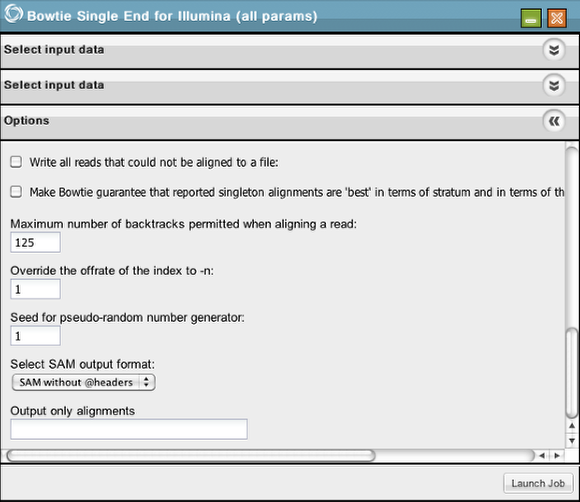 Bowtie Single End for Illumina (all params)
Select input data
Select input data
Options
Write all reads that could not be aligned to a file:
Make Bowtie guarantee that reported singleton alignments are 'best' in terms of stratum and in terms of th
Maximum number of backtracks permitted when aligning a read:
125
Override the offrate of the index to -n:
1
Seed for pseudo-random number generator:
1
Select SAM output format:
SAM without @headers
Output only alignments
Launch Job